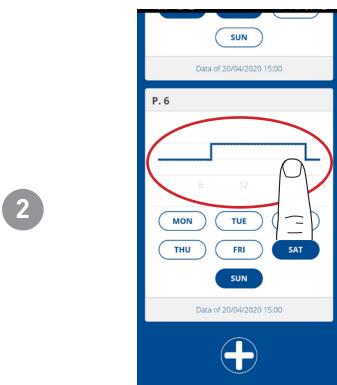 SUN
Data of 20/04/2020 15:00
P. 6
6 12
2
MON TUE
THU FRI SAT
SUN
Data of 20/04/2020 15:00